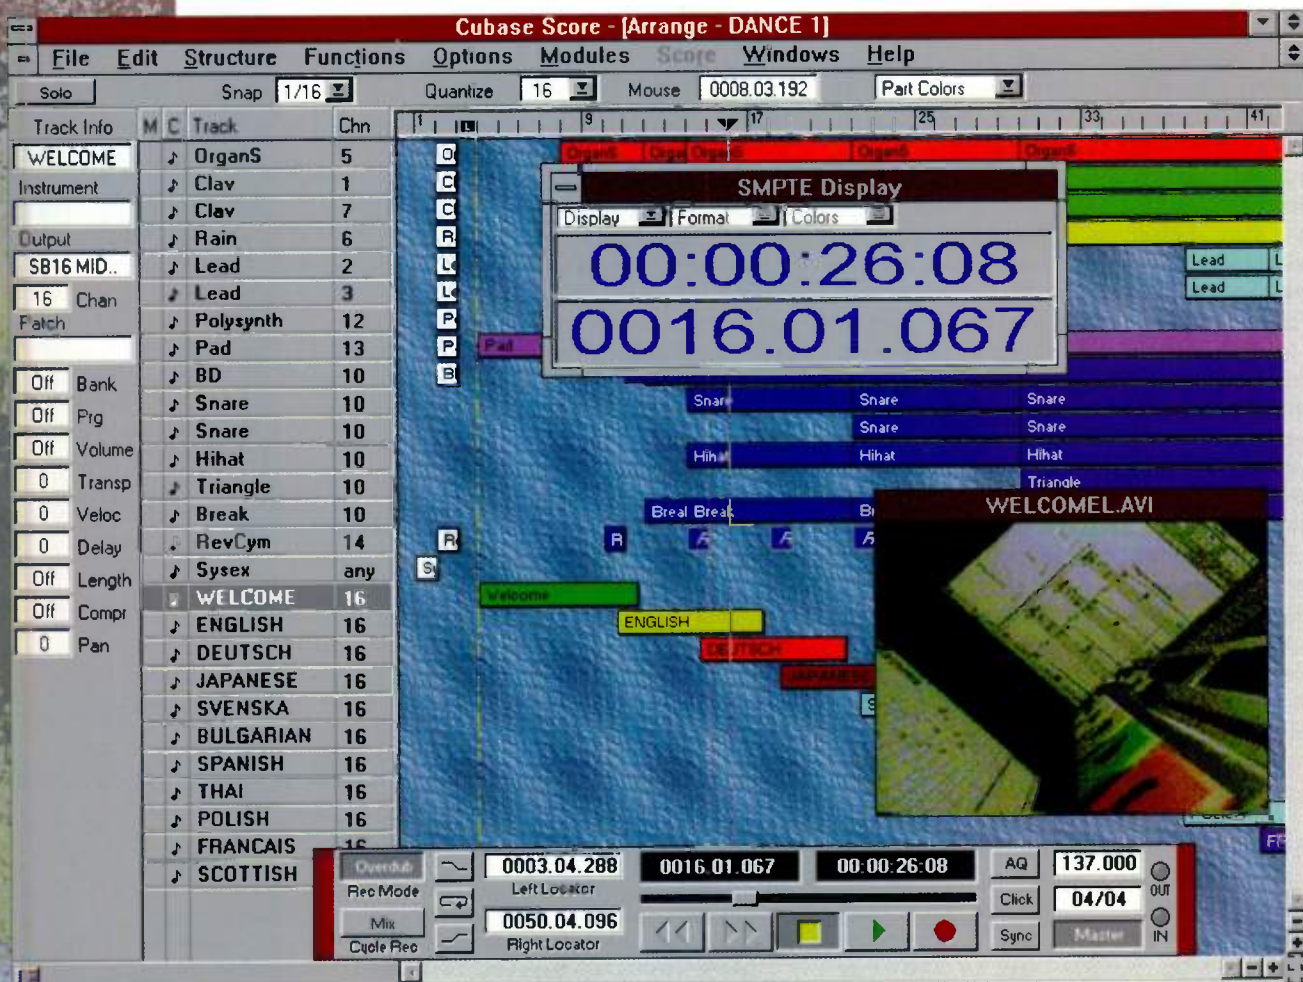 Cubase Score - [Arrange - DANCE 1]
File Edit Structure Functions Options Modules Score Windows Help
Solo Snap 1/16 Quantize 16 Mouse 0008.03.192 Part Colors
Track Info M C Track Chn 1 L 9 17 25 33 41
WELCOME
Instrument
Output
SB16 MID..
16 Chan
Patch
Off Bank
Off Prg
Off Volume
0 Transp
0 Veloc
0 Delay
Off Length
Off Compr
0 Pan
OrganS 5
Clav 1
Clav 7
Rain 6
Lead 2
Lead 3
Polysynth 12
Pad 13
BD 10
Snare 10
Snare 10
Hihat 10
Triangle 10
Break 10
RevCym 14
Sysex any
WELCOME 16
ENGLISH 16
DEUTSCH 16
JAPANESE 16
SVENSKA 16
BULGARIAN 16
SPANISH 16
THAI 16
POLISH 16
FRANCAIS 16
SCOTTISH
OrganS OrganS OrganS OrganS
SMPTE Display
Display Format Colors
00:00:26:08
0016.01.067
Lead L
Lead L
Pad
Snare Snare Snare
Snare Snare
Hihat Hihat Hihat
Triangle
Breal Break
R
Welcome
ENGLISH
DEUTSCH
JAPANESE
WELCOMEL.AVI
Overdub
Rec Mode
Mix
Cycle Rec
0003.04.288
Left Locator
0050.04.096
Right Locator
0016.01.067 00:00:26:08
AQ 137.000
Click 04/04
Sync Master
OUT
IN